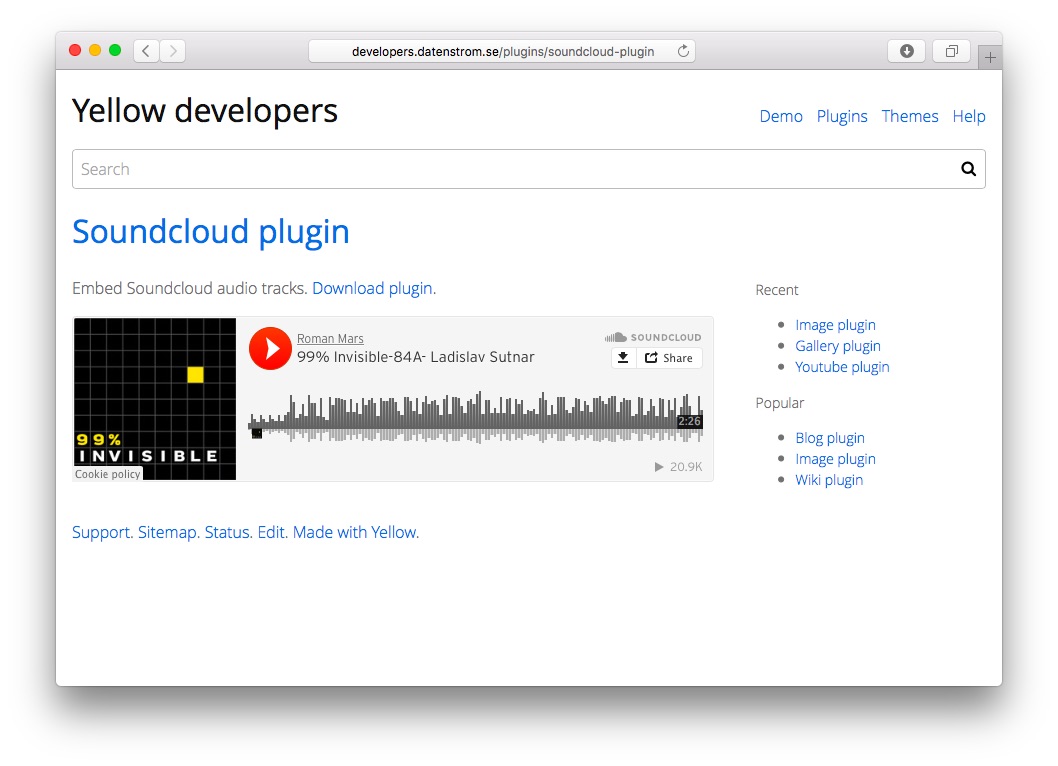 developers.datenstrom.se/plugins/soundcloud-plugin
Yellow developers
Demo Plugins Themes Help
Search
Soundcloud plugin
Embed Soundcloud audio tracks. Download plugin.
Roman Mars
99% Invisible-84A- Ladislav Sutnar
SOUNDCLOUD
Share
2:26
20.9K
99%
INVISIBLE
Cookie policy
Recent
Image plugin
Gallery plugin
Youtube plugin
Popular
Blog plugin
Image plugin
Wiki plugin
Support. Sitemap. Status. Edit. Made with Yellow.